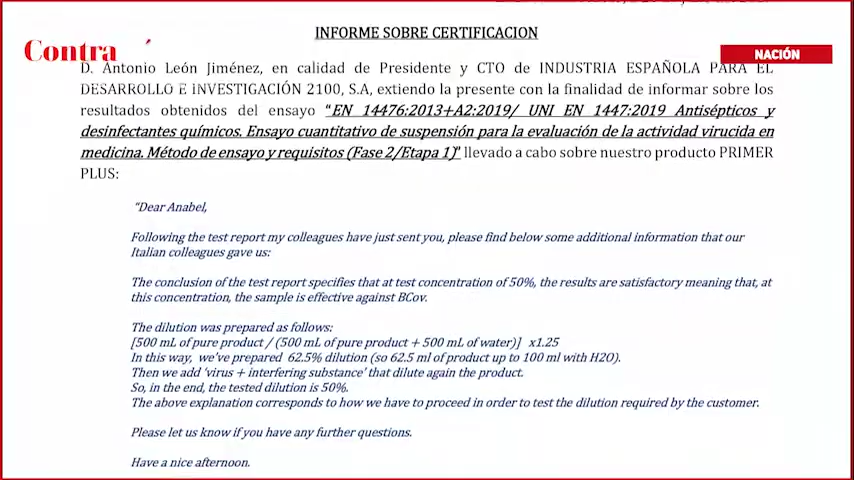 INFORME SOBRE CERTIFICACION
Contra
NACIÓN
D. Antonio León Jiménez, en calidad de Presidente y CTO de INDUSTRIA ESPAÑOLA PARA EL
DESARROLLO E INVESTIGACIÓN 2100, S.A, extiendo la presente con la finalidad de informar sobre los
resultados obtenidos del ensayo "EN 14476:2013+A2:2019/ UNI EN 1447:2019 Antisépticos y
desinfectantes químicos. Ensayo cuantitativo de suspensión para la evaluación de la actividad virucida en
medicina. Método de ensayo y requisitos (Fase 2/Etapa 1)" llevado a cabo sobre nuestro producto PRIMER
PLUS:
"Dear Anabel,
Following the test report my colleagues have just sent you, please find below some additional information that our
Italian colleagues gave us:
The conclusion of the test report specifies that at test concentration of 50%, the results are satisfactory meaning that, at
this concentration, the sample is effective against BCov.
The dilution was prepared as follows:
[500 mL of pure product / (500 mL of pure product + 500 mL of water)] x1.25
In this way, we've prepared 62.5% dilution (so 62.5 ml of product up to 100 ml with H2O).
Then we add 'virus + interfering substance' that dilute again the product.
So, in the end, the tested dilution is 50%.
The above explanation corresponds to how we have to proceed in order to test the dilution required by the customer.
Please let us know if you have any further questions.
Have a nice afternoon.